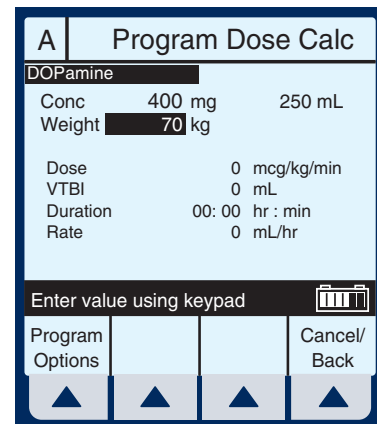 A Program Dose Calc
DOPamine
Conc 400 mg 250 mL
Weight 70 kg
Dose 0 mcg/kg/min
VTBI 0 mL
Duration 00: 00 hr : min
Rate 0 mL/hr
Enter value using keypad
Program Options
Cancel/ Back